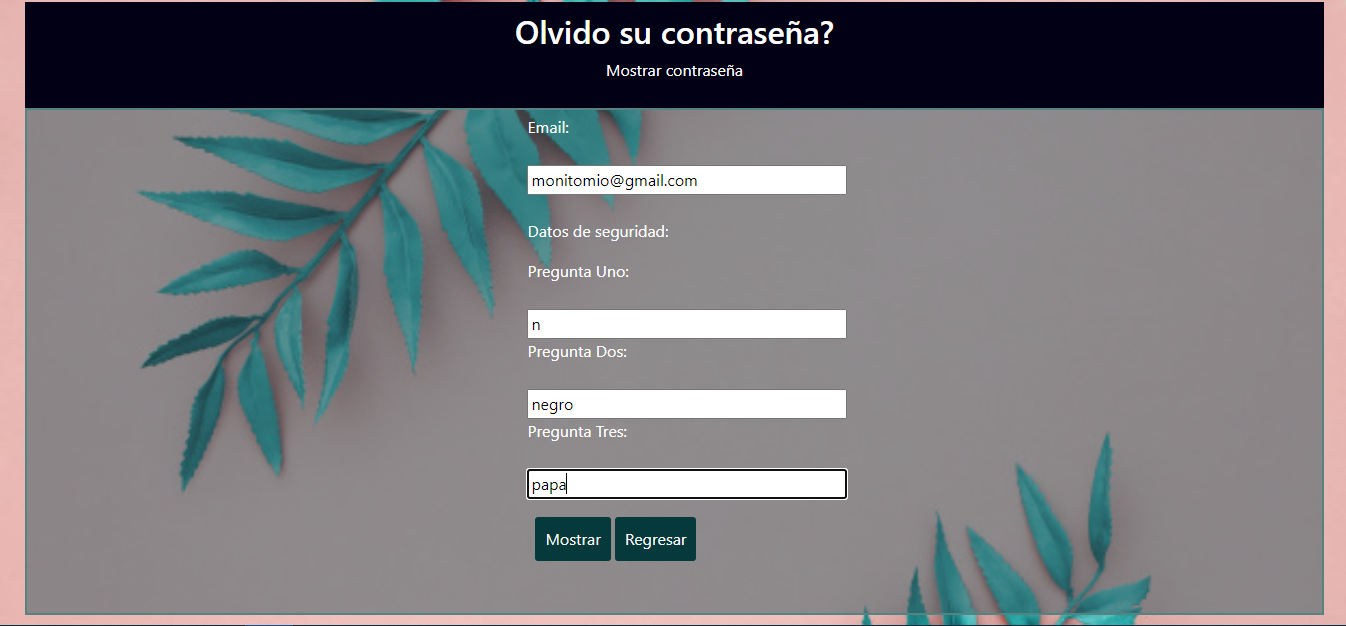 Olvido su contraseña?
Mostrar contraseña
Email:
monitomio@gmail.com
Datos de seguridad:
Pregunta Uno:
n
Pregunta Dos:
negro
Pregunta Tres:
papa
Mostrar Regresar